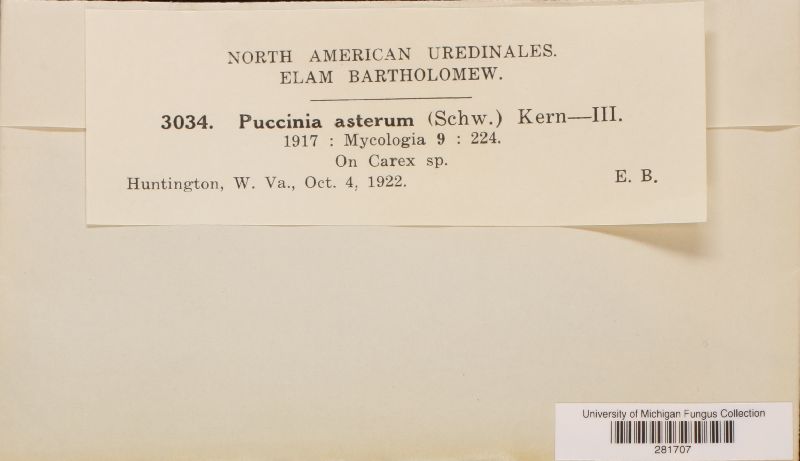 NORTH AMERICAN UREDINALES.
ELAM BARTHOLOMEW.
3034. Puccinia asterum (Schw.) Kern—III.
1917 : Mycologia 9 : 224.
On Carex sp.
Huntington, W. Va., Oct. 4, 1922. E. B.
University of Michigan Fungus Collection
281707